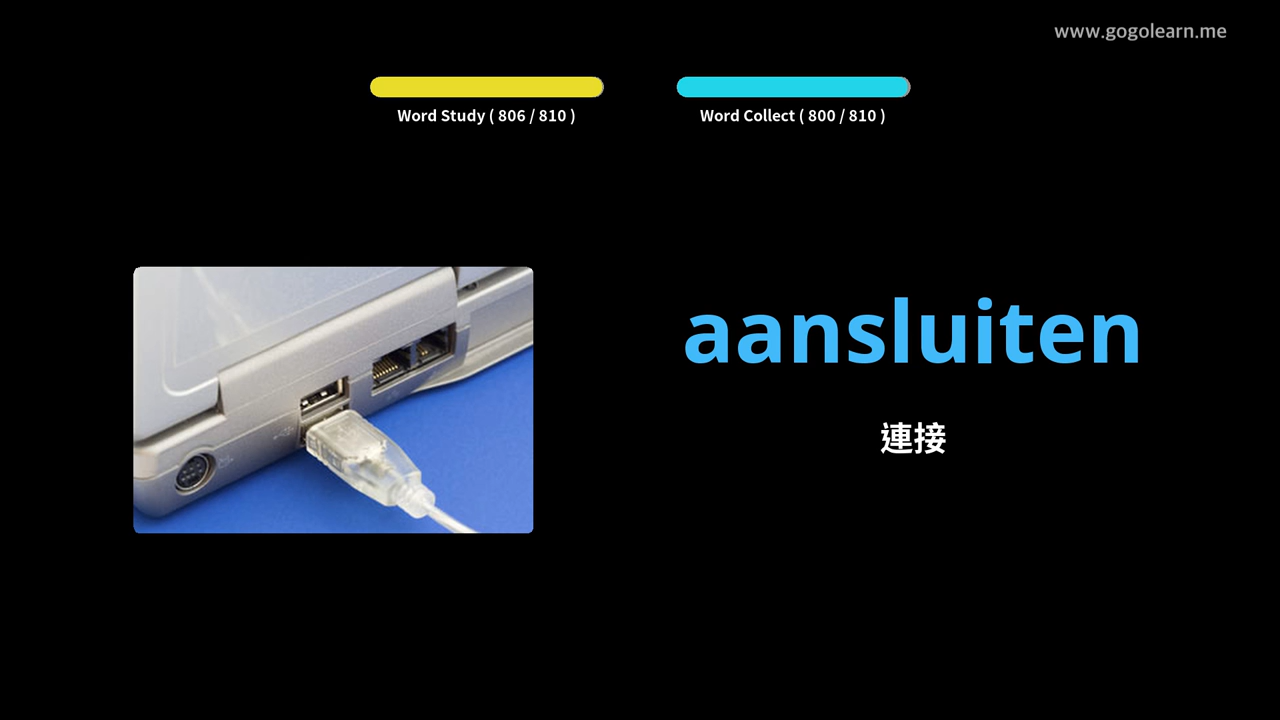 www.gogolearn.me
Word Study ( 806 / 810 )
Word Collect ( 800 / 810 )
aansluiten
連接